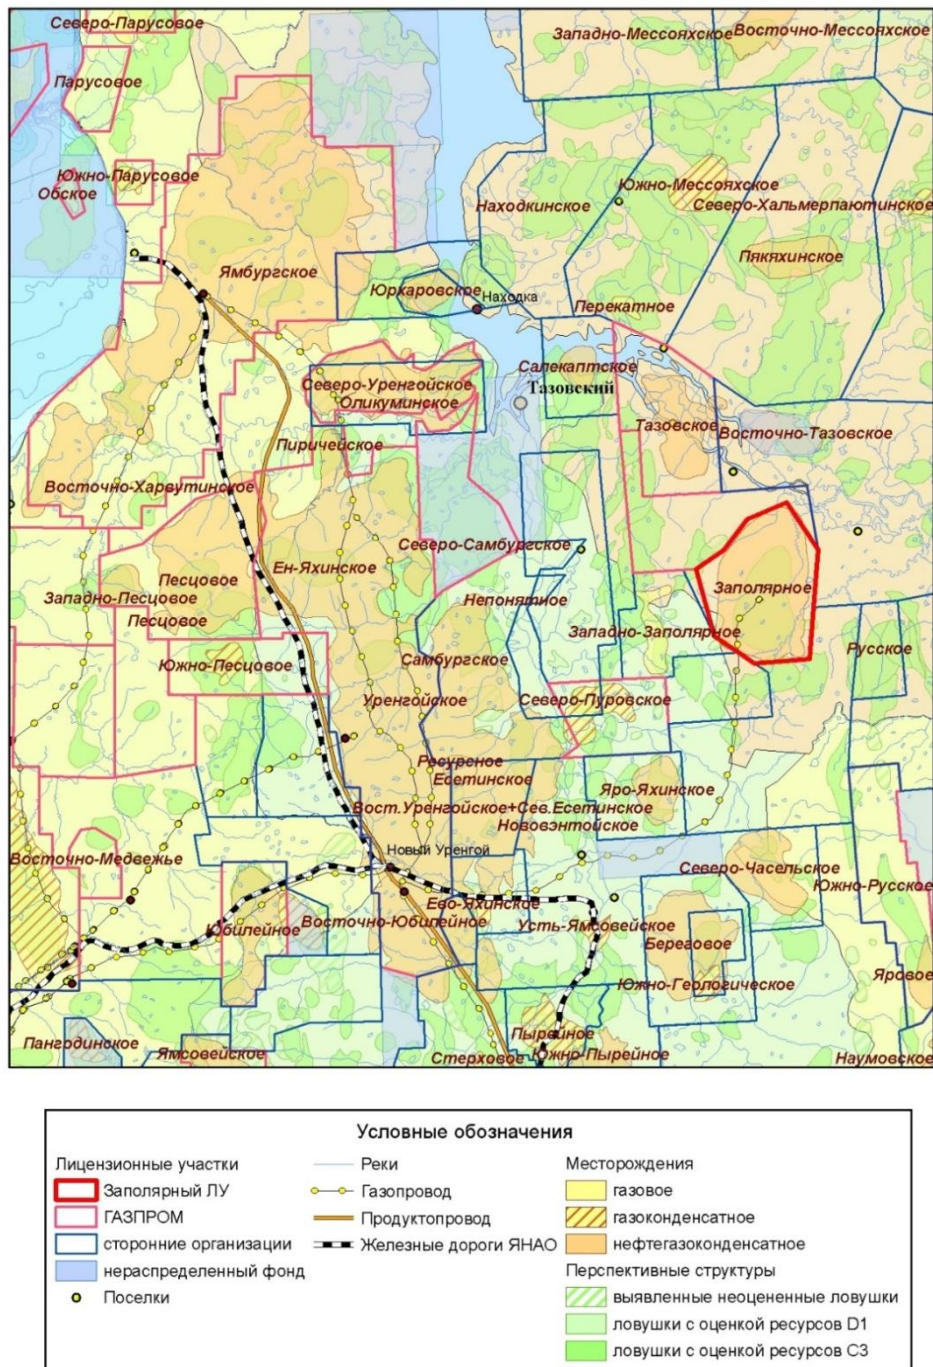 Северо-Парусовое
Западно-Мессояхское
Восточно-Мессояхское
Парусовое
Южно-Парусовое
Обское
Южно-Мессояхское
Находкинское
Северо-Хальмерпаютинское
Пякяхинское
Ямбургское
Юрхаровское
Находка
Перекатное
Салекаптское
Северо-Уренгойское
Оликуминское
Тазовский
Тазовское
Восточно-Тазовское
Пиричейское
Восточно-Харвутинское
Северо-Самбургское
Песцовое
Ен-Яхинское
Заполярное
Западно-Песцовое
Непонятное
Песцовое
Западно-Заполярное
Русское
Южно-Песцовое
Самбургское
Уренгойское
Северо-Пуровское
Ресурсное
Есетинское
Яро-Яхинское
Вост.Уренгойское+Сев.Есетинское
Нововэнтойское
Новый Уренгой
Восточно-Медвежье
Северо-Часельское
Южно-Русское
Ево-Яхинское
Юбилейное
Восточно-Юбилейное
Усть-Ямсовейское
Береговое
Яровое
Южно-Геологическое
Пангодинское
Ямсовейское
Пырейное
Стерховое
Южно-Пырейное
Наумовское
Условные обозначения
Лицензионные участки
Заполярный ЛУ
ГАЗПРОМ
сторонние организации
нераспределенный фонд
Поселки
Реки
Газопровод
Продуктопровод
Железные дороги ЯНАО
Месторождения
газовое
газоконденсатное
нефтегазоконденсатное
Перспективные структуры
выявленные неоцененные ловушки
ловушки с оценкой ресурсов D1
ловушки с оценкой ресурсов С3